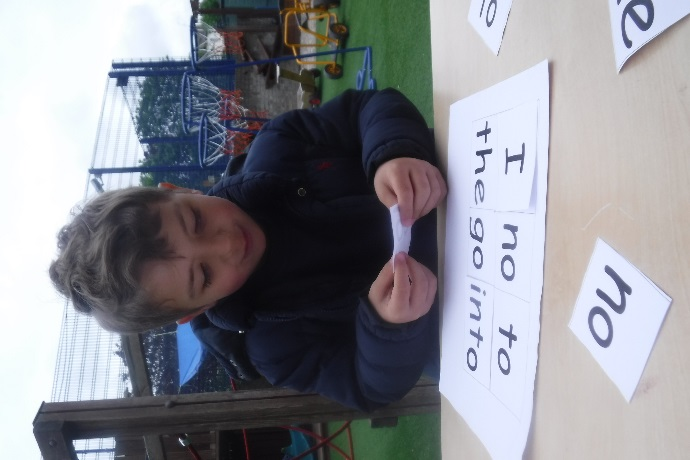 I no to
the go into
no